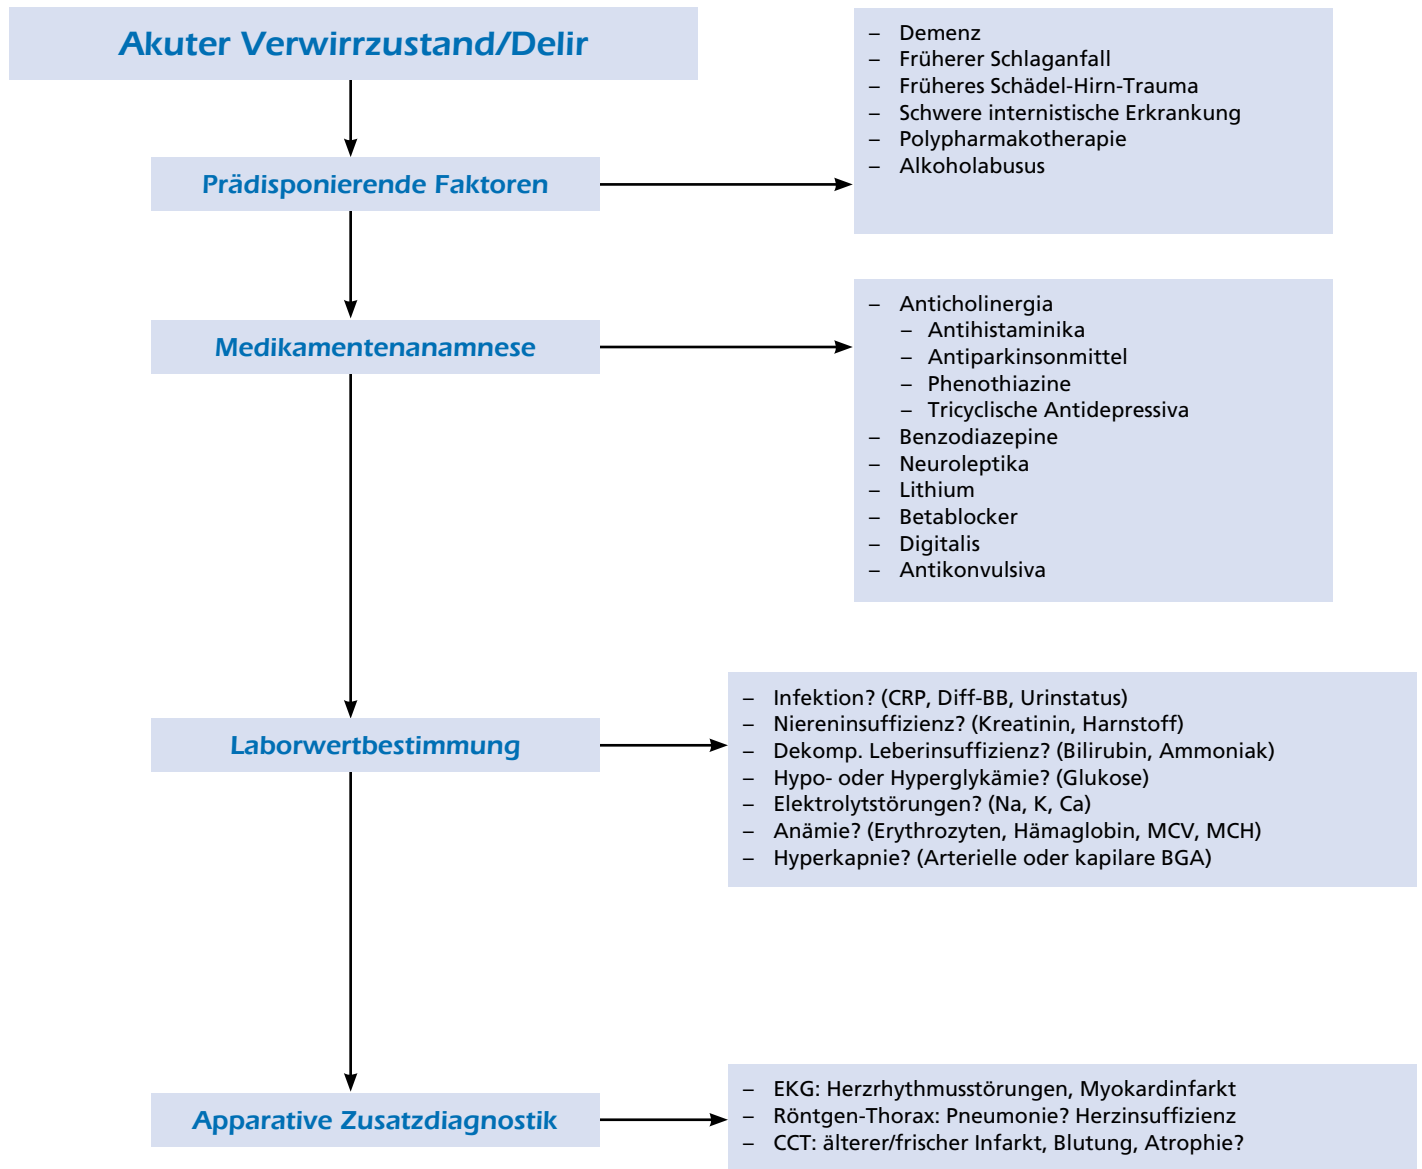 Akuter Verwirrzustand/Delir
– Demenz
– Früherer Schlaganfall
– Früheres Schädel-Hirn-Trauma
– Schwere internistische Erkrankung
– Polypharmakotherapie
– Alkoholabusus
Prädisponierende Faktoren
– Anticholinergia
– Antihistaminika
– Antiparkinsonmittel
– Phenothiazine
– Tricyclische Antidepressiva
– Benzodiazepine
– Neuroleptika
– Lithium
– Betablocker
– Digitalis
– Antikonvulsiva
Medikamentenanamnese
– Infektion? (CRP, Diff-BB, Urinstatus)
– Niereninsuffizienz? (Kreatinin, Harnstoff)
– Dekomp. Leberinsuffizienz? (Bilirubin, Ammoniak)
– Hypo- oder Hyperglykämie? (Glukose)
– Elektrolytstörungen? (Na, K, Ca)
– Anämie? (Erythrozyten, Hämaglobin, MCV, MCH)
– Hyperkapnie? (Arterielle oder kapilare BGA)
Laborwertbestimmung
– EKG: Herzrhythmusstörungen, Myokardinfarkt
– Röntgen-Thorax: Pneumonie? Herzinsuffizienz
– CCT: älterer/frischer Infarkt, Blutung, Atrophie?
Apparative Zusatzdiagnostik